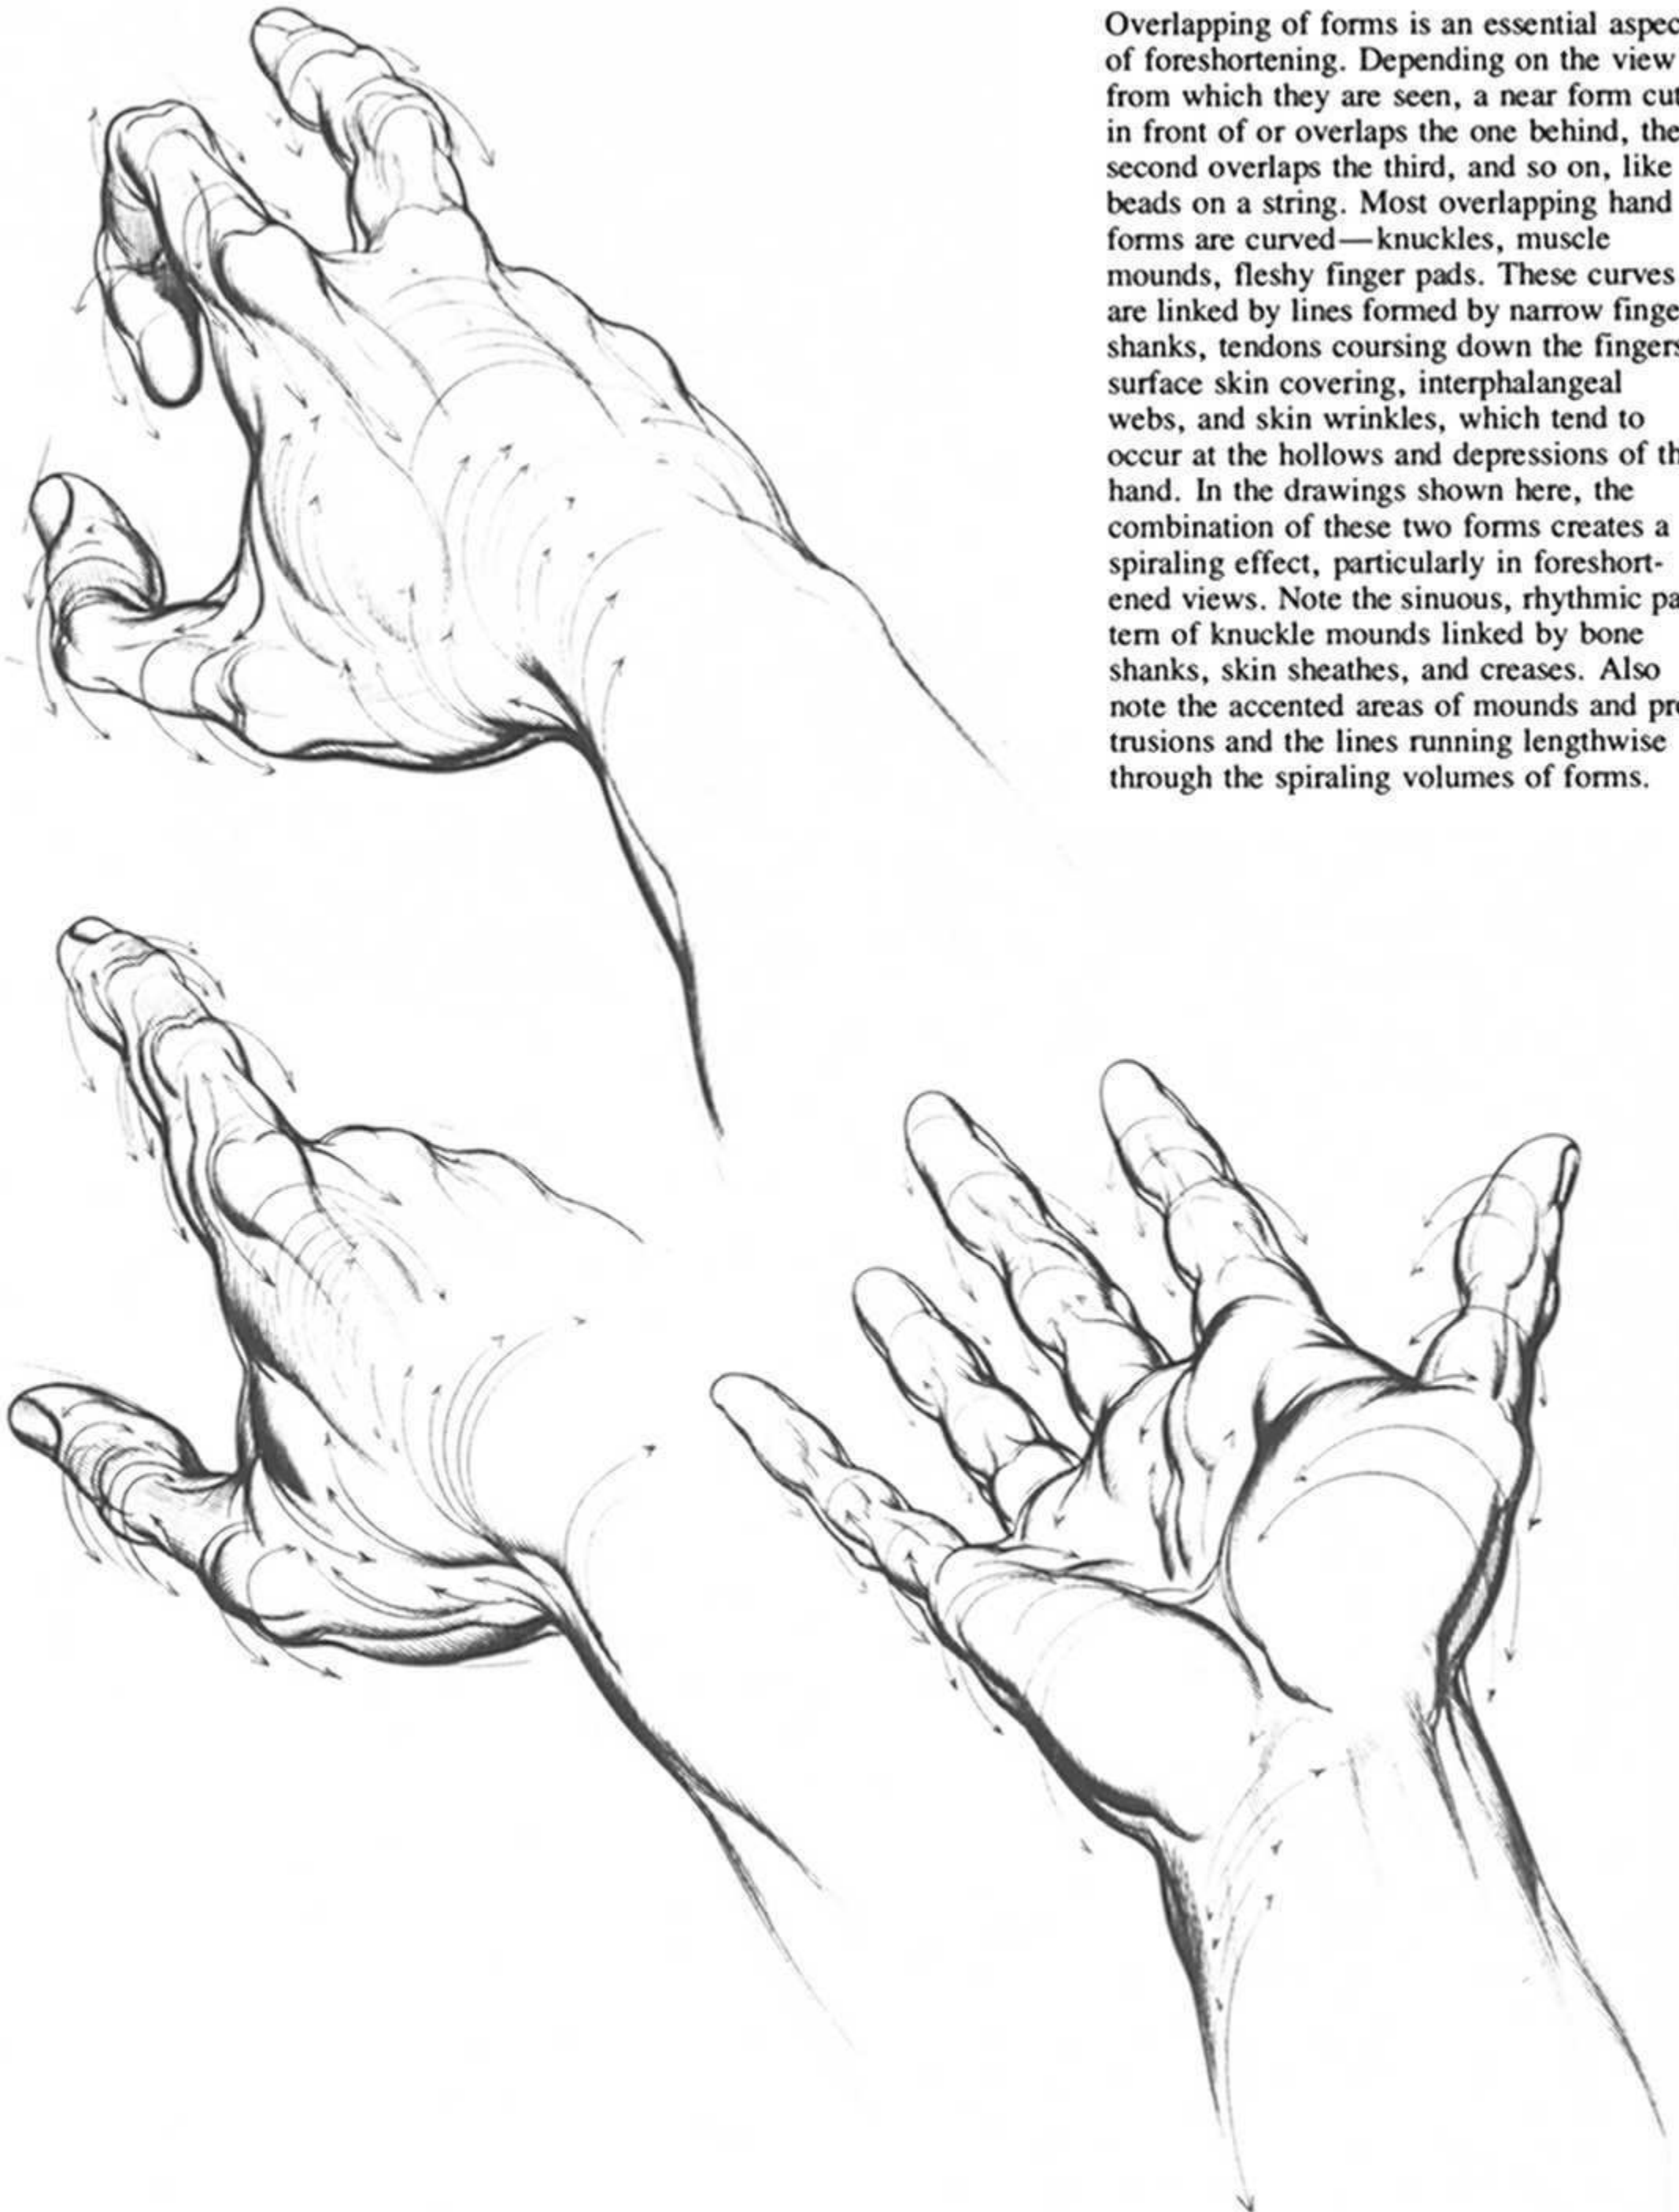 Overlapping of forms is an essential aspec
of foreshortening. Depending on the view
from which they are seen, a near form cut
in front of or overlaps the one behind, the
second overlaps the third, and so on, like
beads on a string. Most overlapping hand
forms are curved—knuckles, muscle
mounds, fleshy finger pads. These curves
are linked by lines formed by narrow finge
shanks, tendons coursing down the fingers
surface skin covering, interphalangeal
webs, and skin wrinkles, which tend to
occur at the hollows and depressions of th
hand. In the drawings shown here, the
combination of these two forms creates a
spiraling effect, particularly in foreshort-
ened views. Note the sinuous, rhythmic pa
tern of knuckle mounds linked by bone
shanks, skin sheathes, and creases. Also
note the accented areas of mounds and pr
trusions and the lines running lengthwise
through the spiraling volumes of forms.